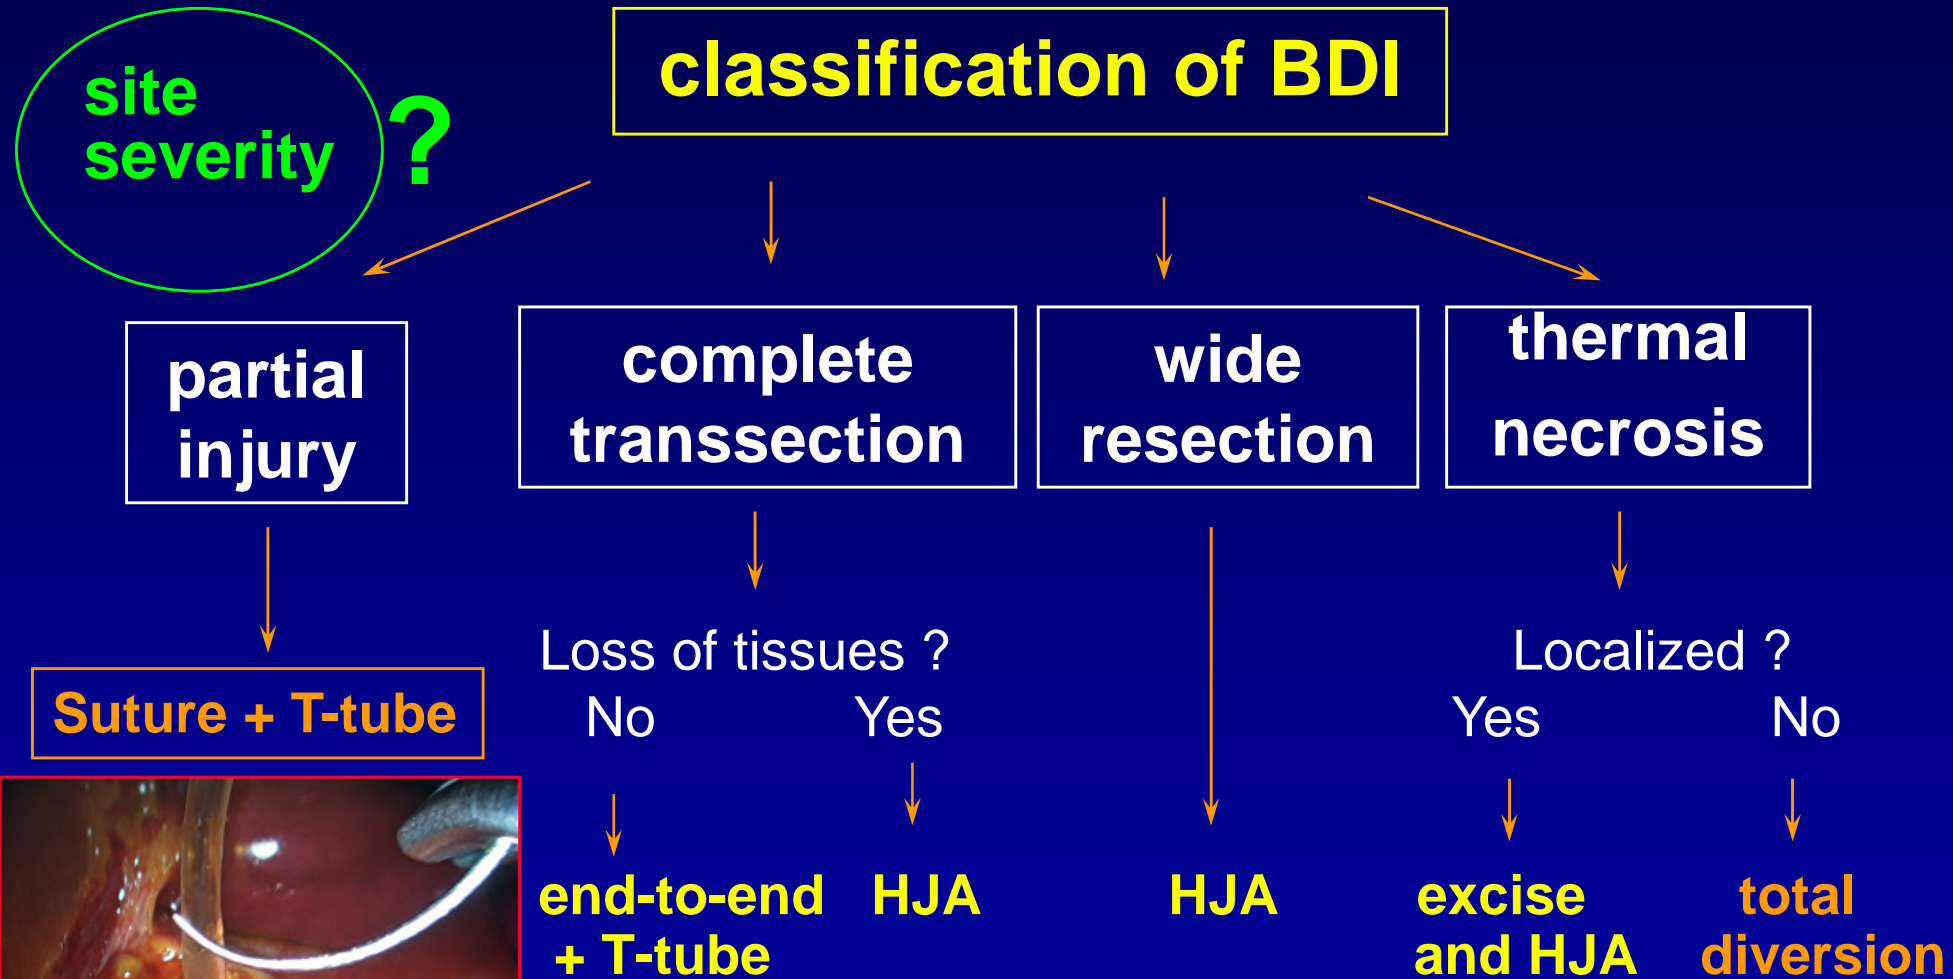 site
severity
?
classification of BDI
partial
injury
complete
transsection
wide
resection
thermal
necrosis
Suture + T-tube
Loss of tissues ?
No Yes
Localized ?
Yes No
end-to-end
+ T-tube
HJA
HJA
excise
and HJA
total
diversion